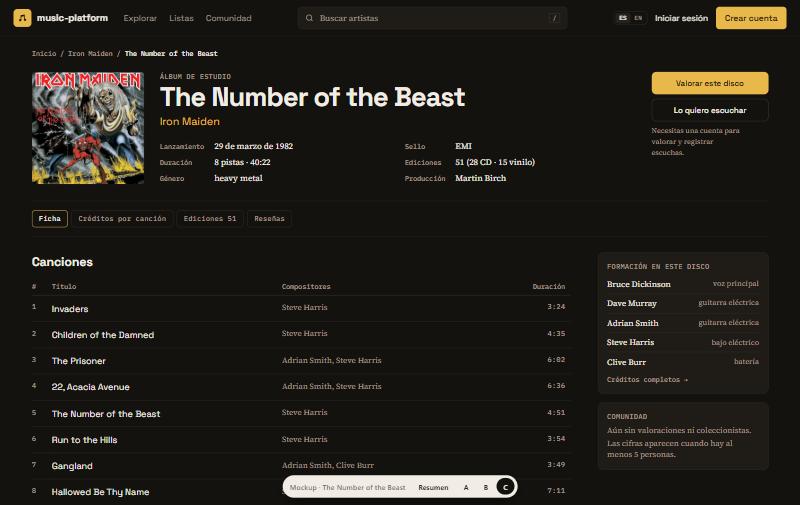 music-platform Explorar Listas Comunidad Buscar artistas / ES EN Iniciar sesión Crear cuenta
Inicio / Iron Maiden / The Number of the Beast
IRON MAIDEN
ÁLBUM DE ESTUDIO
The Number of the Beast
Iron Maiden
Lanzamiento 29 de marzo de 1982 Sello EMI
Duración 8 pistas · 40:22 Ediciones 51 (28 CD · 15 vinilo)
Género heavy metal Producción Martin Birch
Valorar este disco
Lo quiero escuchar
Necesitas una cuenta para
valorar y registrar
escuchas.
Ficha Créditos por canción Ediciones 51 Reseñas
Canciones
# Título Compositores Duración
1 Invaders Steve Harris 3:24
2 Children of the Damned Steve Harris 4:35
3 The Prisoner Adrian Smith, Steve Harris 6:02
4 22, Acacia Avenue Adrian Smith, Steve Harris 6:36
5 The Number of the Beast Steve Harris 4:51
6 Run to the Hills Steve Harris 3:54
7 Gangland Adrian Smith, Clive Burr 3:49
8 Hallowed Be Thy Name 7:11
FORMACIÓN EN ESTE DISCO
Bruce Dickinson voz principal
Dave Murray guitarra eléctrica
Adrian Smith guitarra eléctrica
Steve Harris bajo eléctrico
Clive Burr batería
Créditos completos →
COMUNIDAD
Aún sin valoraciones ni coleccionistas.
Las cifras aparecen cuando hay al
menos 5 personas.
Mockup · The Number of the Beast Resumen A B C